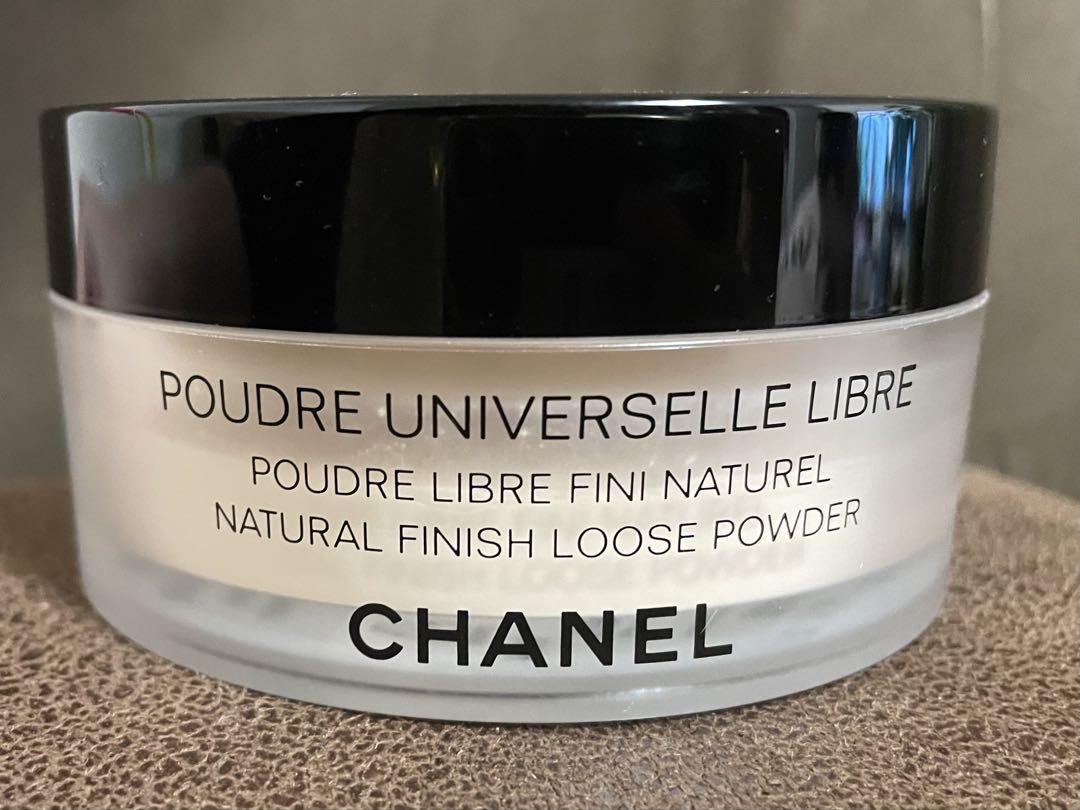 POUDRE UNIVERSELLE LIBRE
POUDRE LIBRE FINI NATUREL
NATURAL FINISH LOOSE POWDER
CHANEL